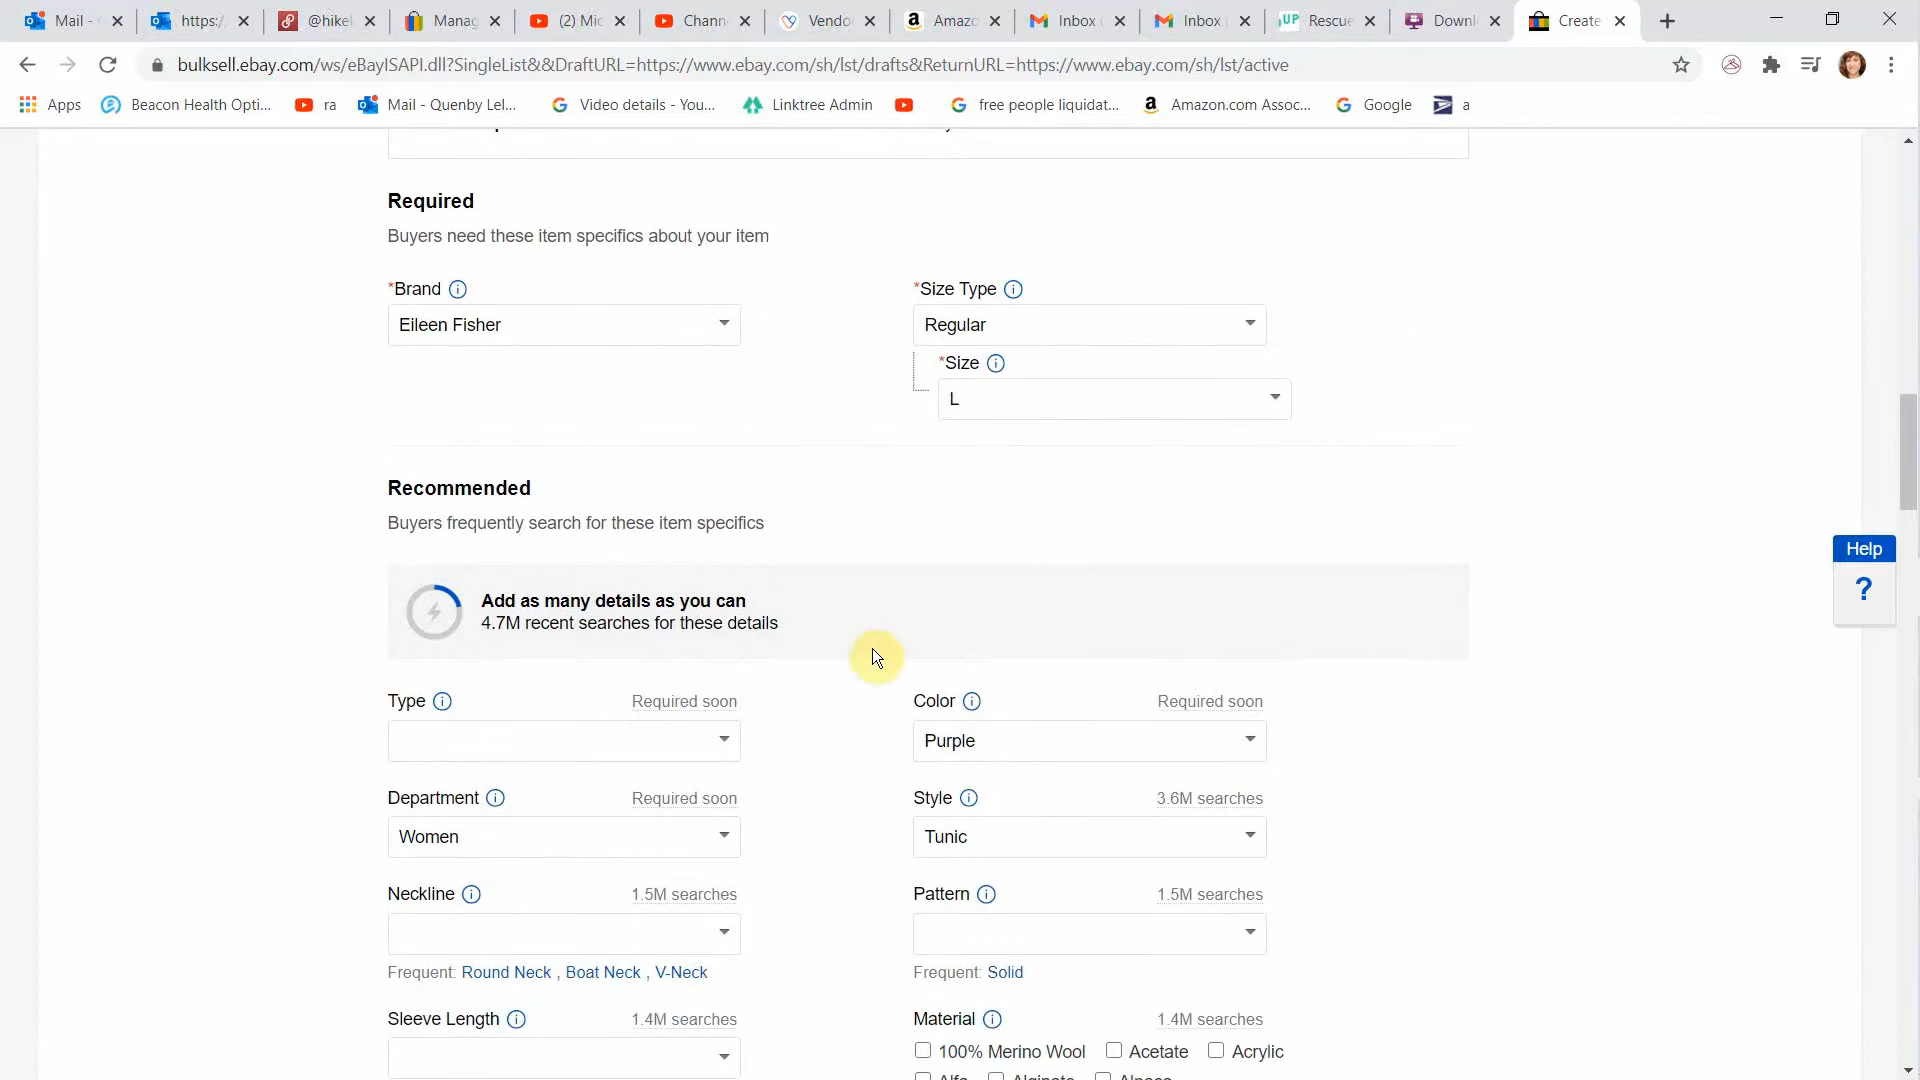 Mail -
https:/
@hikel
Manag
(2) Mic
Chann
Vendo
Amazo
Inbox
Inbox
UP Rescue
Downl
Create
bulksell.ebay.com/ws/eBayISAPI.dll?SingleList&&DraftURL=https://www.ebay.com/sh/lst/drafts&ReturnURL=https://www.ebay.com/sh/lst/active
Apps
Beacon Health Opti...
ra
Mail - Quenby Lel...
Video details - You...
Linktree Admin
free people liquidat...
Amazon.com Assoc...
Google
a
Required
Buyers need these item specifics about your item
*Brand
*Size Type
Eileen Fisher
Regular
*Size
L
Recommended
Buyers frequently search for these item specifics
Help
?
Add as many details as you can
4.7M recent searches for these details
Type Required soon
Color Required soon
Purple
Department Required soon
Style 3.6M searches
Women
Tunic
Neckline 1.5M searches
Pattern 1.5M searches
Frequent: Round Neck , Boat Neck , V-Neck
Frequent: Solid
Sleeve Length 1.4M searches
Material 1.4M searches
100% Merino Wool Acetate Acrylic